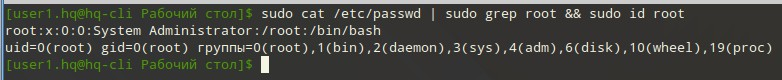 [user1.hq@hq-cli Рабочий стол]$ sudo cat /etc/passwd | sudo grep root && sudo id root
root:x:0:0:System Administrator:/root:/bin/bash
uid=0(root) gid=0(root) группы=0(root),1(bin),2(daemon),3(sys),4(adm),6(disk),10(wheel),19(proc)
[user1.hq@hq-cli Рабочий стол]$